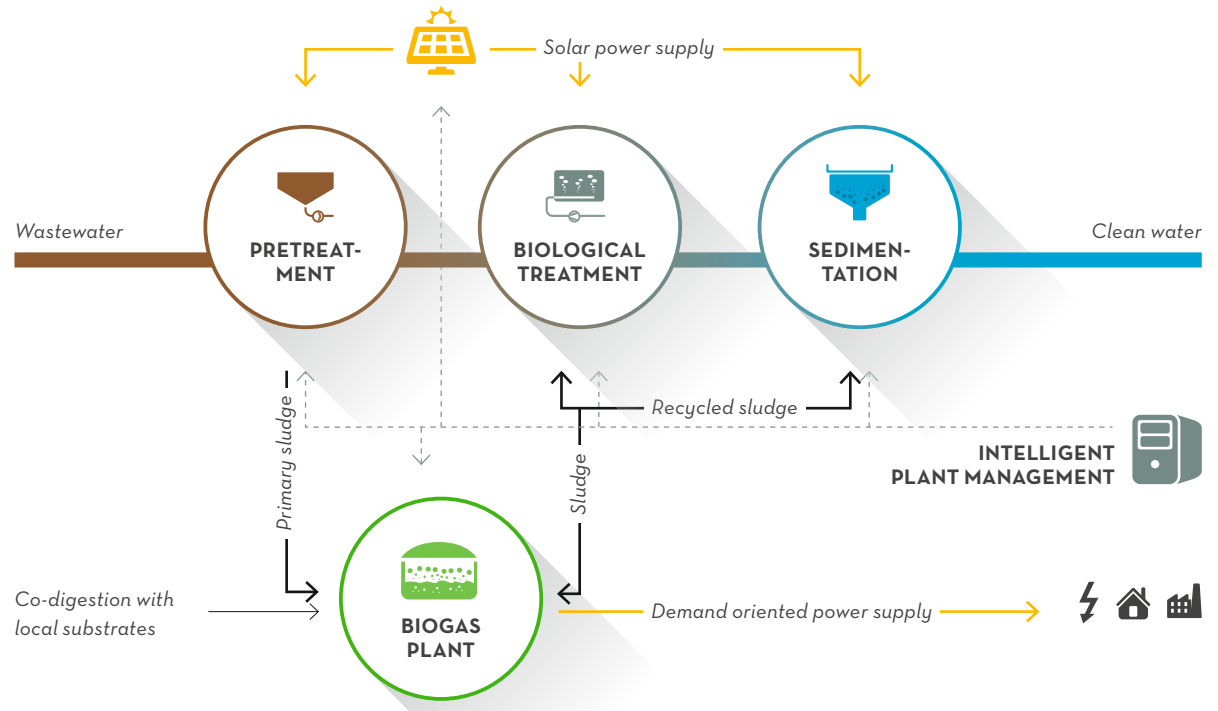 Solar power supply
Wastewater
PRETREAT-
MENT
BIOLOGICAL
TREATMENT
SEDIMEN-
TATION
Clean water
Primary sludge
Recycled sludge
Sludge
INTELLIGENT
PLANT MANAGEMENT
Co-digestion with
local substrates
BIOGAS
PLANT
Demand oriented power supply